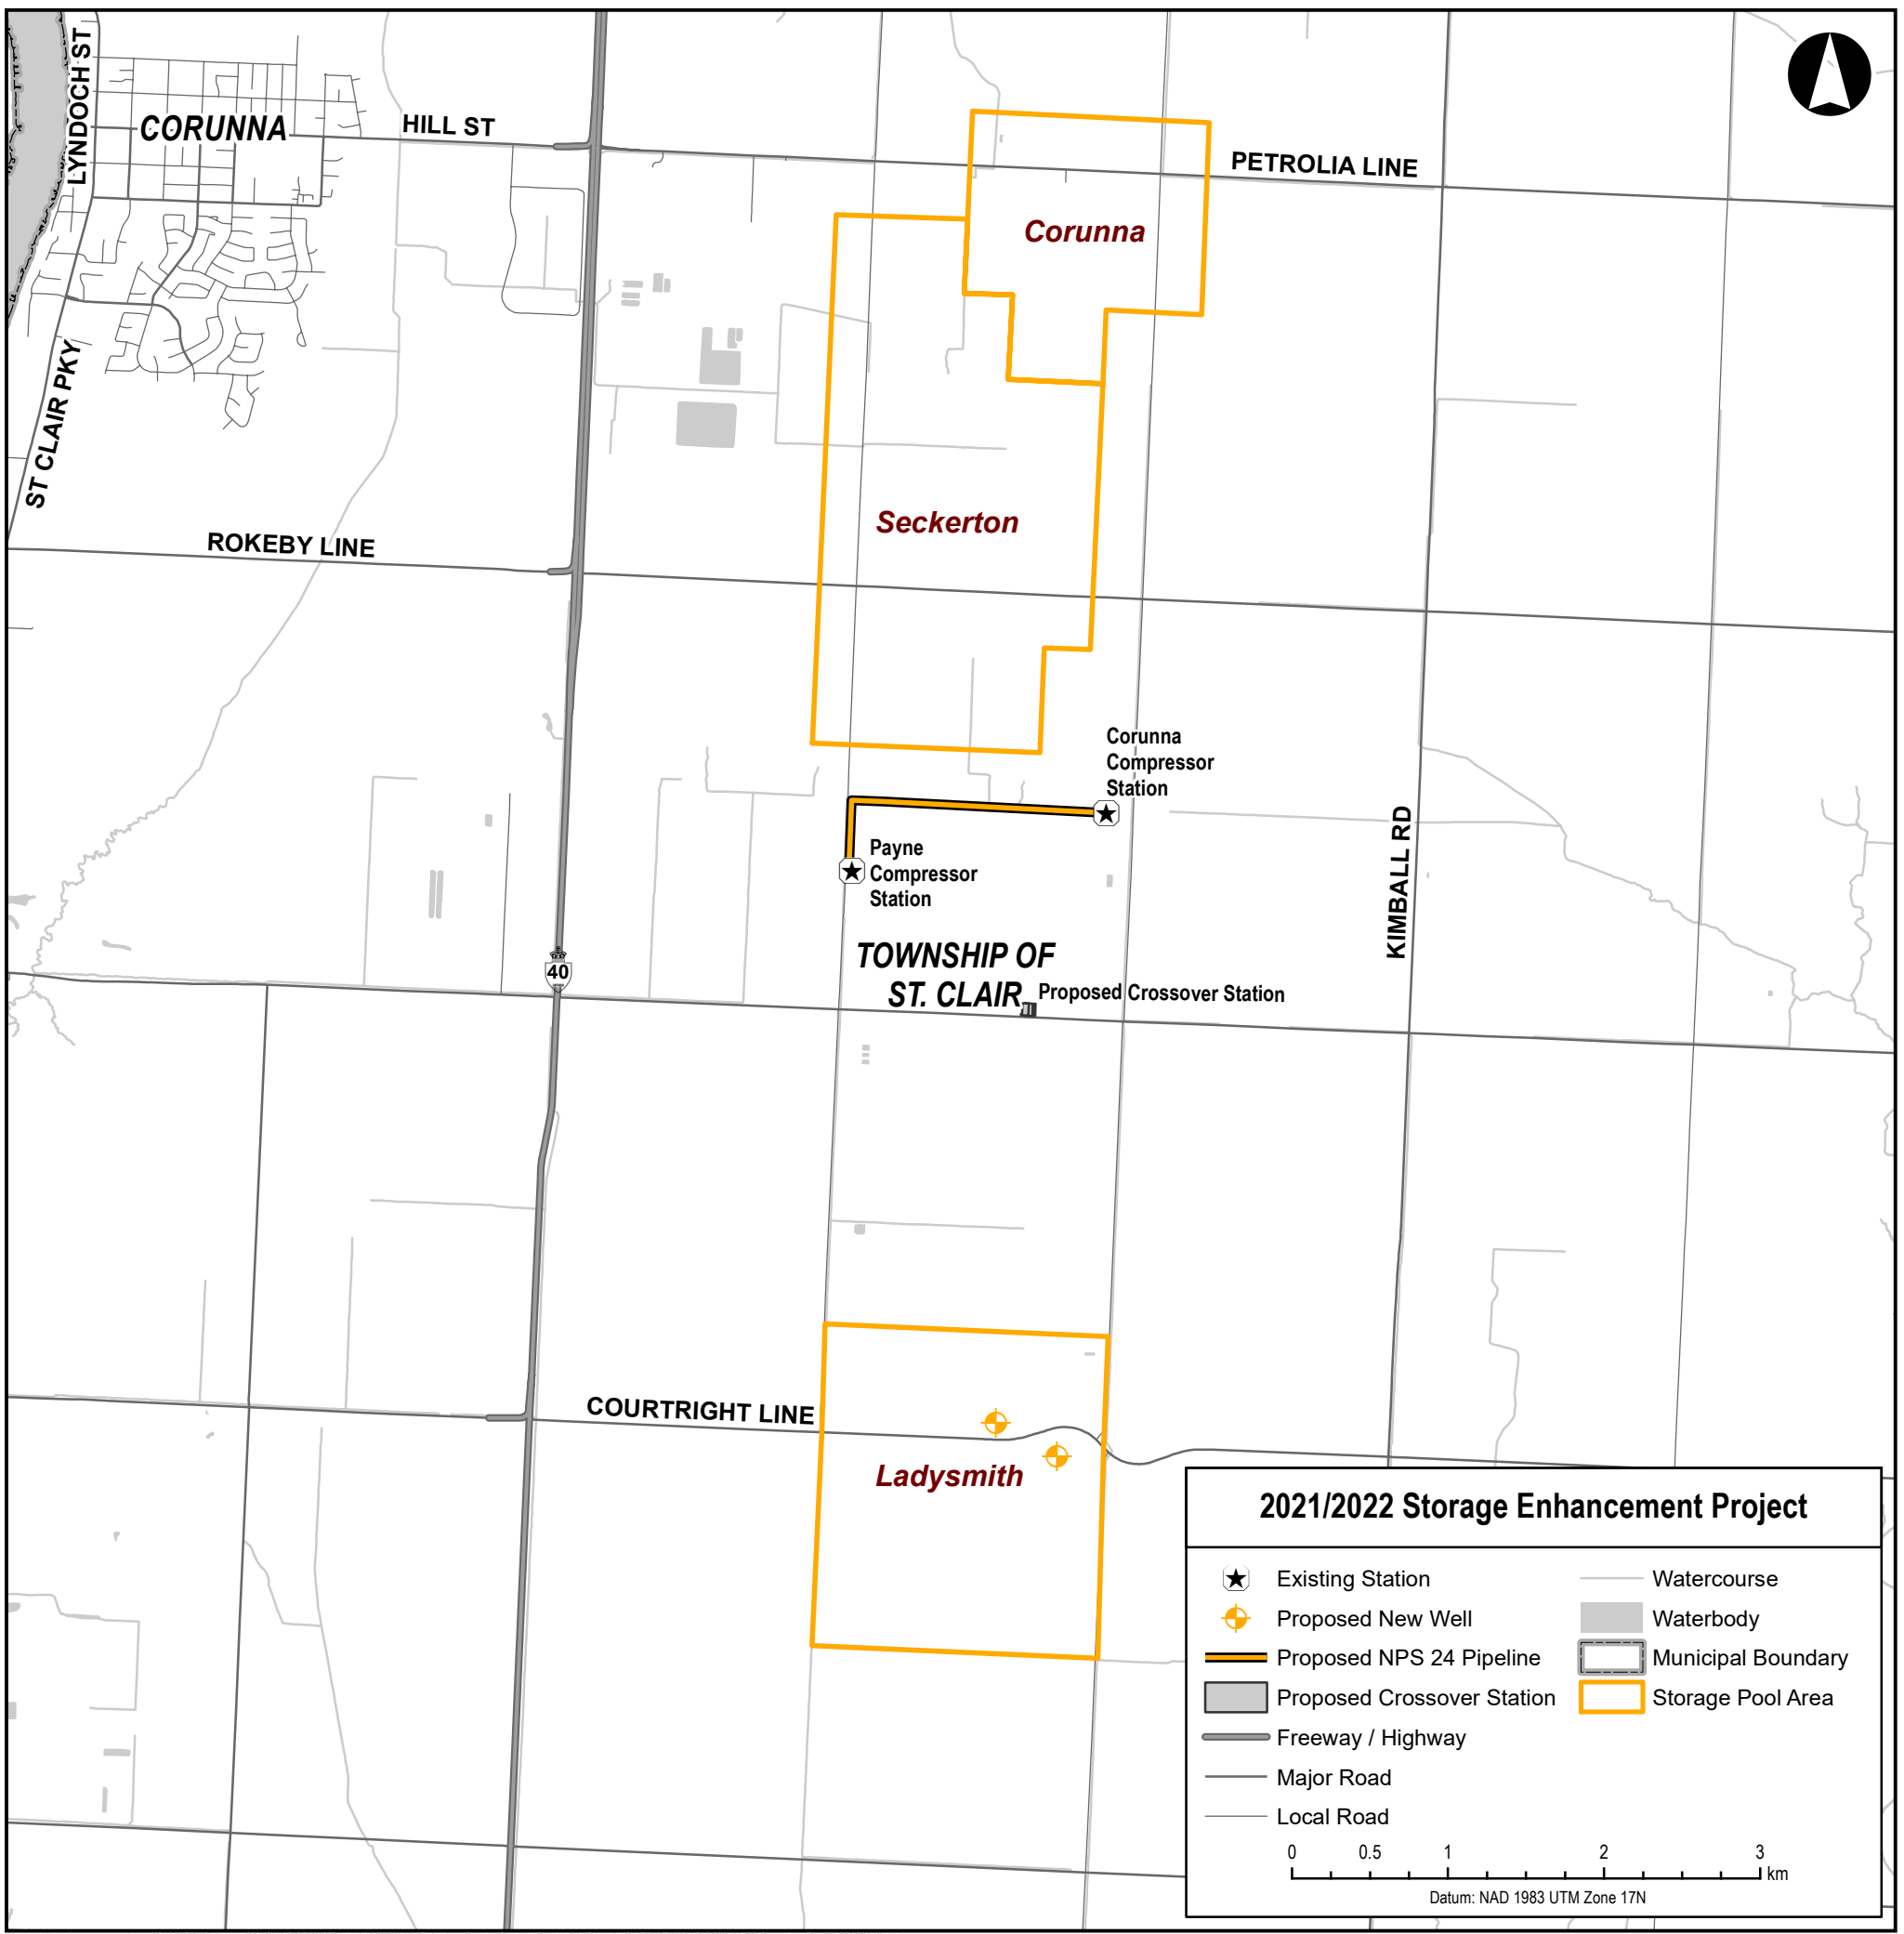 LYNDOCH ST
CORUNNA
HILL ST
PETROLIA LINE
Corunna
ST CLAIR PKY
Seckerton
ROKEBY LINE
Corunna
Compressor
Station
Payne
Compressor
Station
KIMBALL RD
40
TOWNSHIP OF
ST. CLAIR
Proposed Crossover Station
COURTRIGHT LINE
Ladysmith
2021/2022 Storage Enhancement Project
Existing Station
Proposed New Well
Proposed NPS 24 Pipeline
Proposed Crossover Station
Freeway / Highway
Major Road
Local Road
Watercourse
Waterbody
Municipal Boundary
Storage Pool Area
0 0.5 1 2 3
km
Datum: NAD 1983 UTM Zone 17N